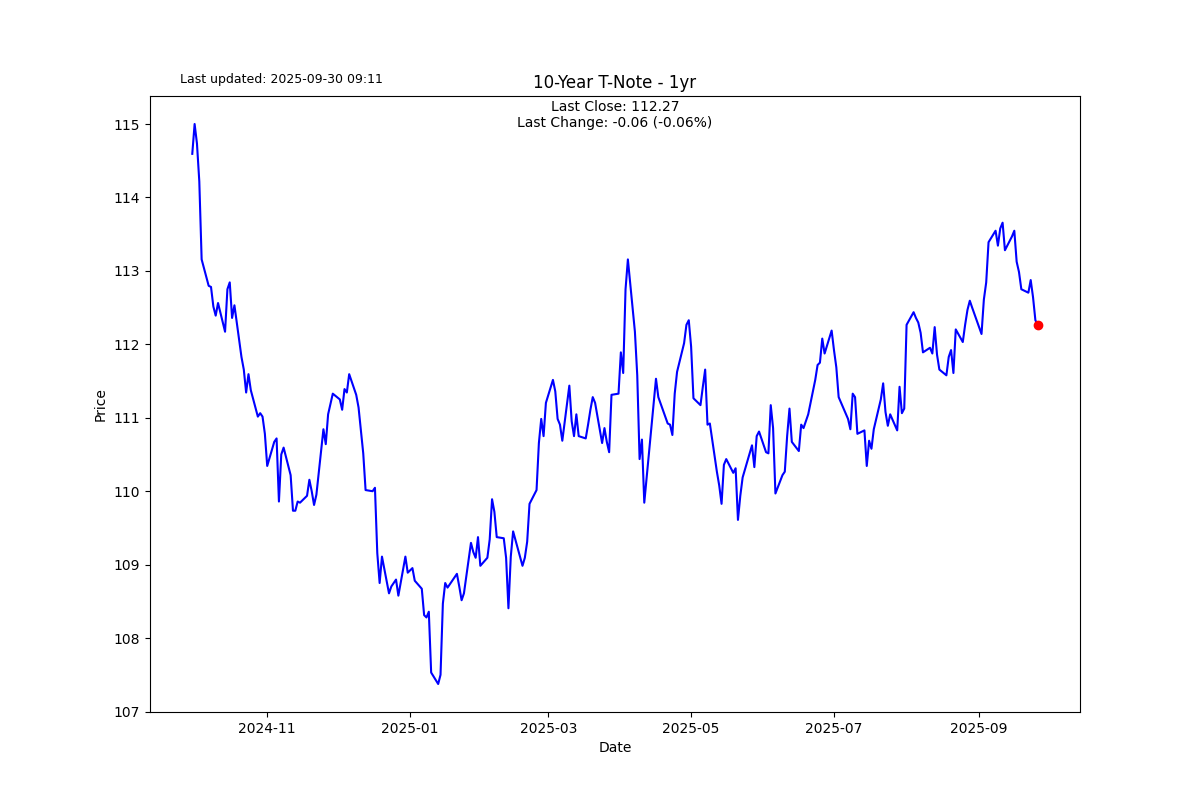 Last updated: 2025-09-30 09:11
10-Year T-Note - 1yr
Last Close: 112.27
Last Change: -0.06 (-0.06%)
115
114
113
112
111
110
109
108
107
Price
2024-11
2025-01
2025-03
2025-05
2025-07
2025-09
Date